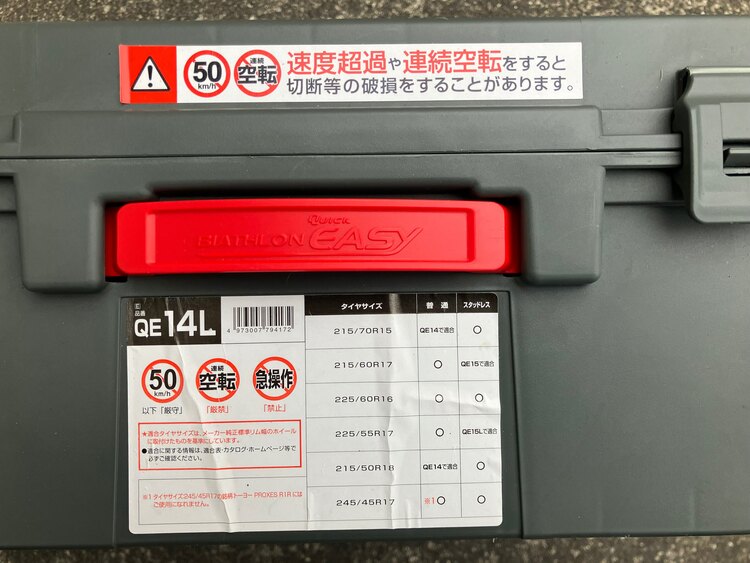 50
km/h
連続
空転
速度超過や連続空転をすると
切断等の破損をすることがあります。
QUICK
BIATHLON EASY
品番
QE14L
4 973007 794172
50
km/h
以下「厳守」
連続
空転
「厳禁」
急操作
「禁止」
★適合タイヤサイズは、メーカー純正標準リム幅のホイール
に取付けたものを基準にしています。
●適合に関する情報は、適合表・カタログ・ホームページ等で
必ずご確認ください。
※1 タイヤサイズ245/45R17の銘柄トーヨー PROXES R1Rには
ご使用になれません。
タイヤサイズ 普通 スタッドレス
215/70R15 QE14で適合 ○
215/60R17 ○ QE15で適合
225/60R16 ○ ○
225/55R17 ○ QE15Lで適合
215/50R18 QE14で適合 ○
245/45R17 ※1○ ○